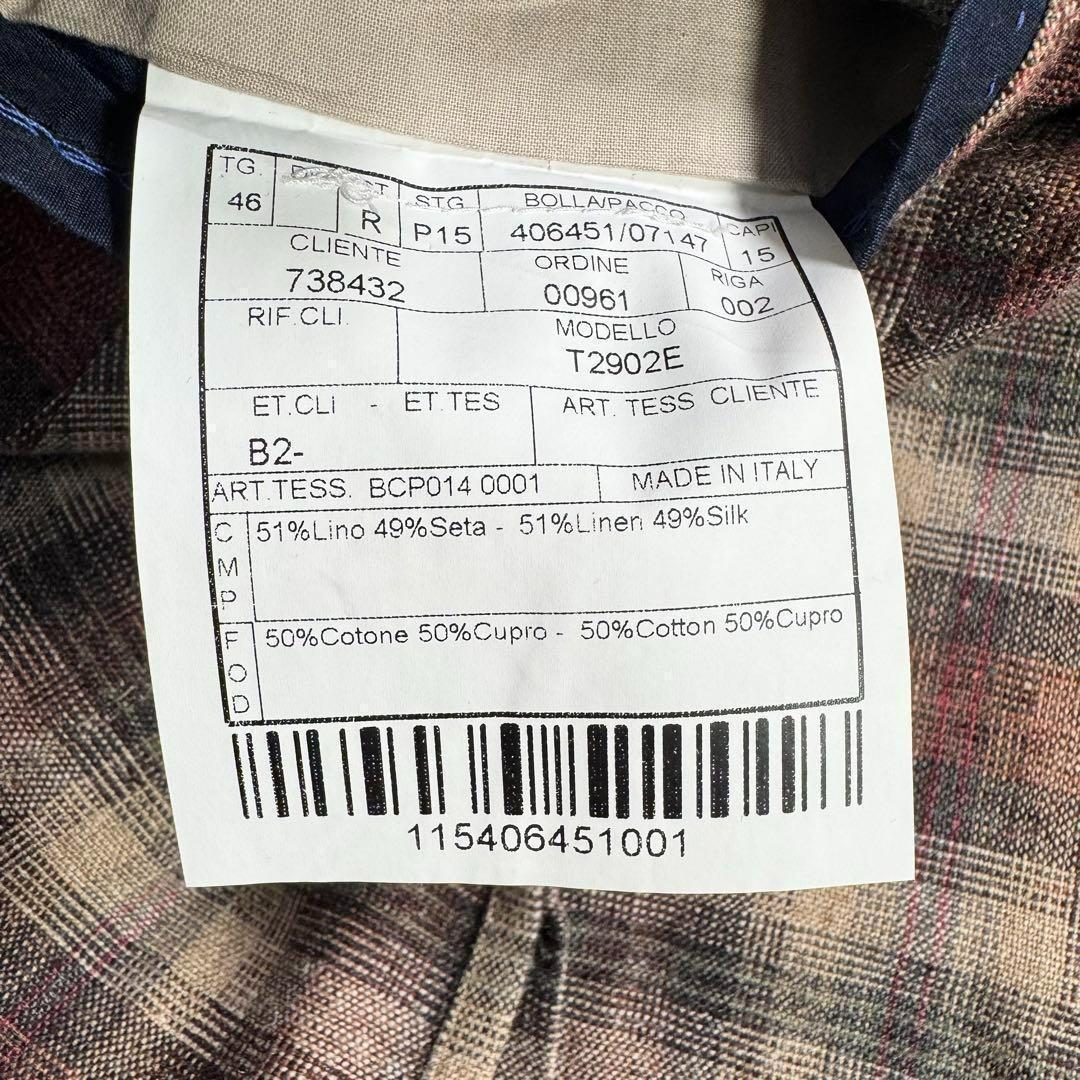 TG. STG BOLLA/PACCO CAPI
46 R P15 406451/07147 15
CLIENTE ORDINE RIGA
738432 00961 002
RIF.CLI. MODELLO
T2902E
ET.CLI - ET.TES ART. TESS CLIENTE
B2-
ART.TESS. BCP014 0001 MADE IN ITALY
CMP 51%Lino 49%Seta - 51%Linen 49%Silk
FOD 50%Cotone 50%Cupro - 50%Cotton 50%Cupro
115406451001